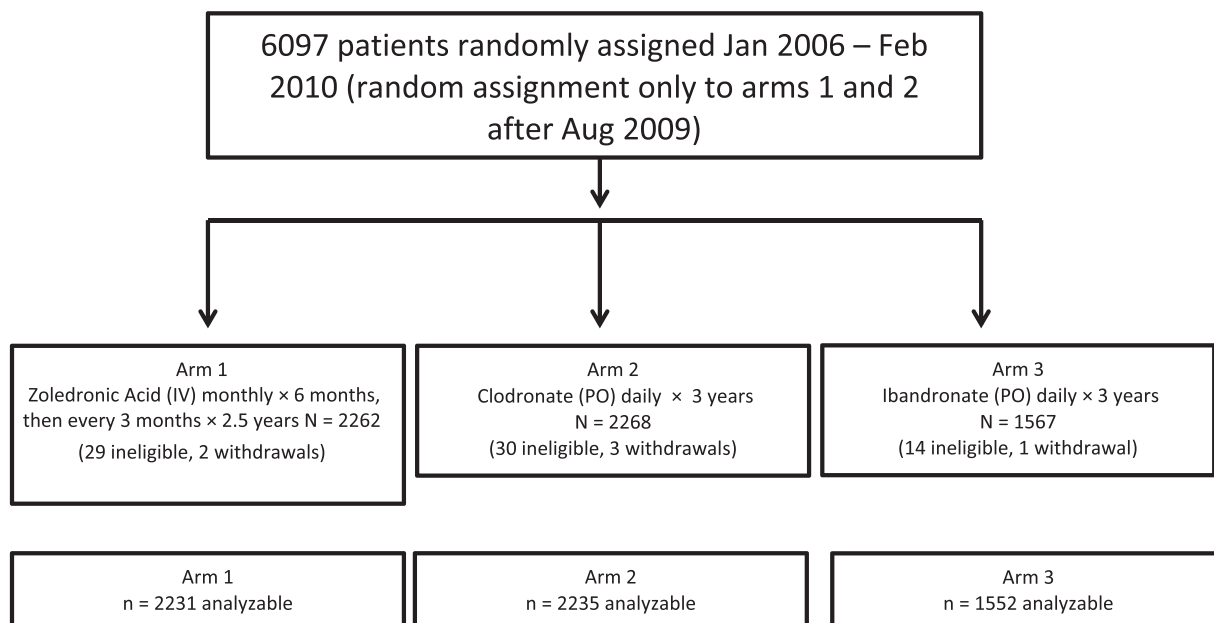 6097 patients randomly assigned Jan 2006 – Feb
2010 (random assignment only to arms 1 and 2
after Aug 2009)
Arm 1
Zoledronic Acid (IV) monthly × 6 months,
then every 3 months × 2.5 years N = 2262
(29 ineligible, 2 withdrawals)
Arm 2
Clodronate (PO) daily × 3 years
N = 2268
(30 ineligible, 3 withdrawals)
Arm 3
Ibandronate (PO) daily × 3 years
N = 1567
(14 ineligible, 1 withdrawal)
Arm 1
n = 2231 analyzable
Arm 2
n = 2235 analyzable
Arm 3
n = 1552 analyzable